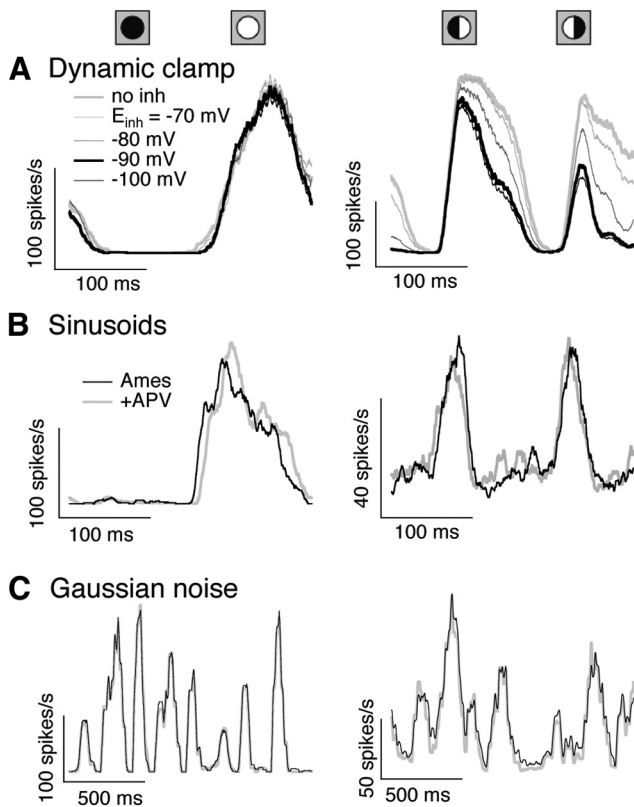 A Dynamic clamp
no inh
Einh = -70 mV
-80 mV
-90 mV
-100 mV
100 spikes/s
100 ms
100 spikes/s
100 ms
B Sinusoids
Ames
+APV
100 spikes/s
100 ms
40 spikes/s
100 ms
C Gaussian noise
100 spikes/s
500 ms
50 spikes/s
500 ms